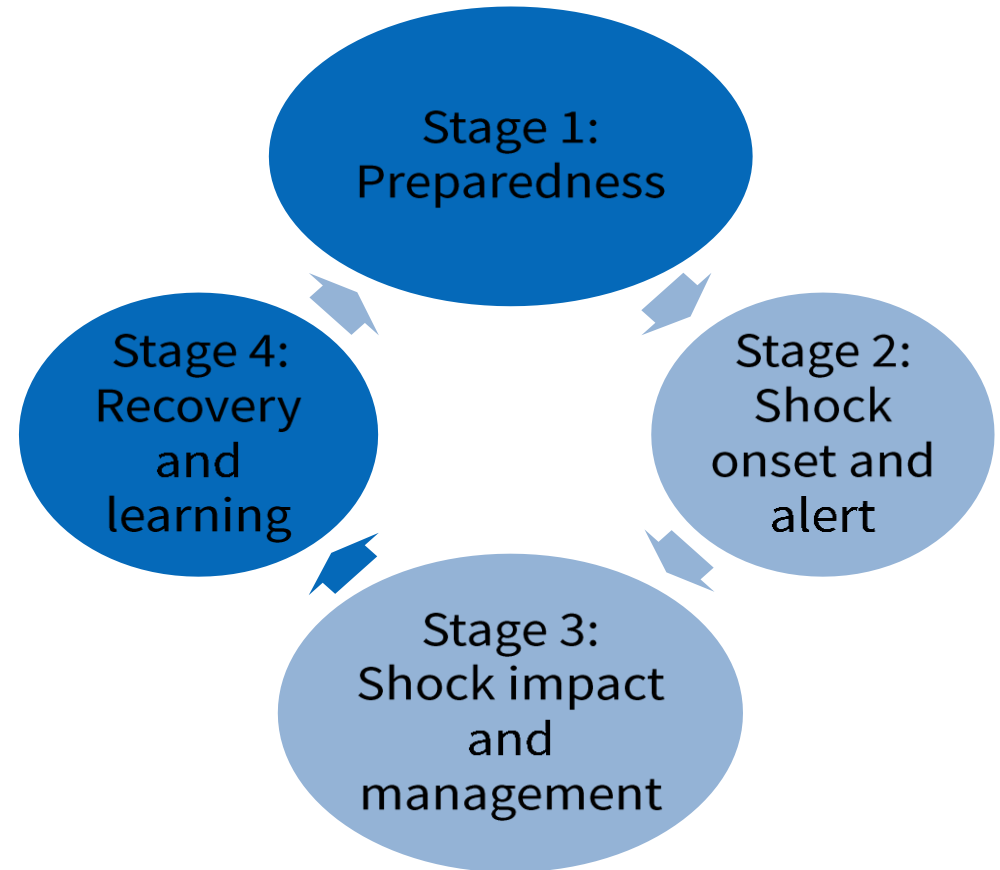 Stage 1:
Preparedness
Stage 2:
Shock
onset and
alert
Stage 3:
Shock impact
and
management
Stage 4:
Recovery
and
learning